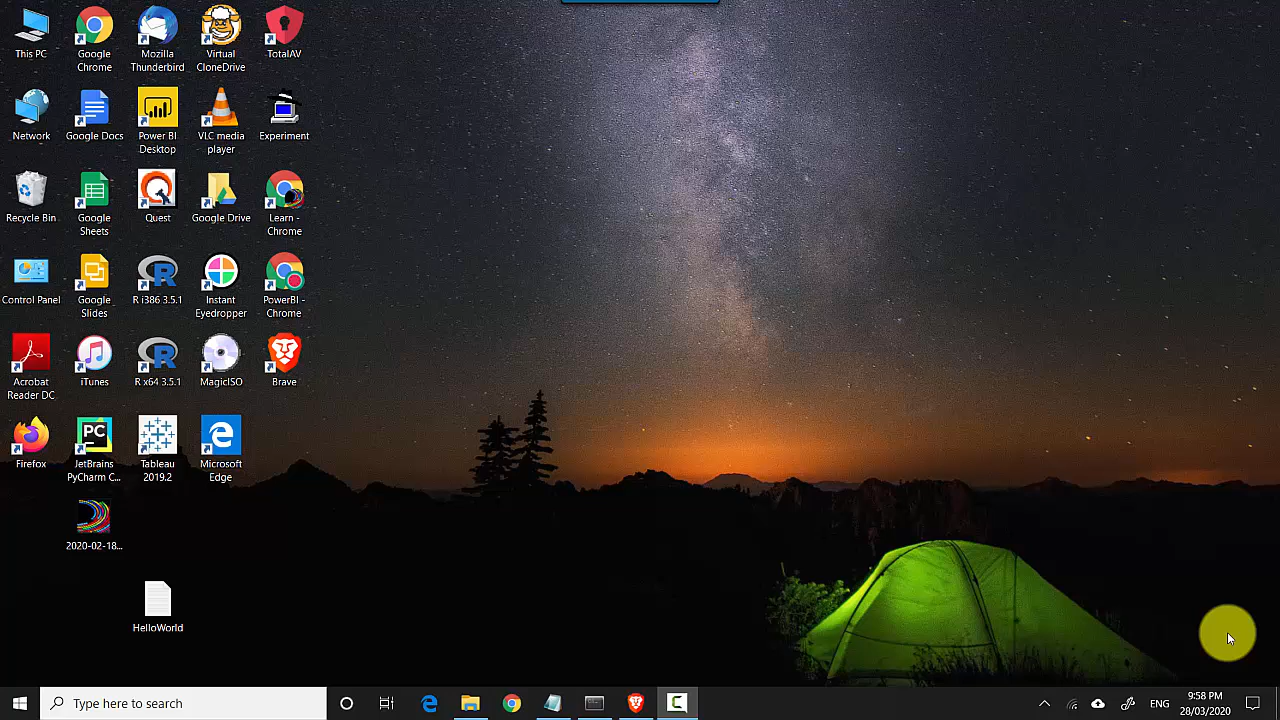 This PC
Google
Chrome
Mozilla
Thunderbird
Virtual
CloneDrive
TotalAV
Network
Google Docs
Power BI
Desktop
VLC media
player
Experiment
Recycle Bin
Google
Sheets
Quest
Google Drive
Learn -
Chrome
Control Panel
Google
Slides
R i386 3.5.1
Instant
Eyedropper
PowerBI -
Chrome
Acrobat
Reader DC
iTunes
R x64 3.5.1
MagicISO
Brave
Firefox
PC
JetBrains
PyCharm C...
Tableau
2019.2
Microsoft
Edge
2020-02-18...
HelloWorld
Type here to search
ENG
9:58 PM
28/03/2020